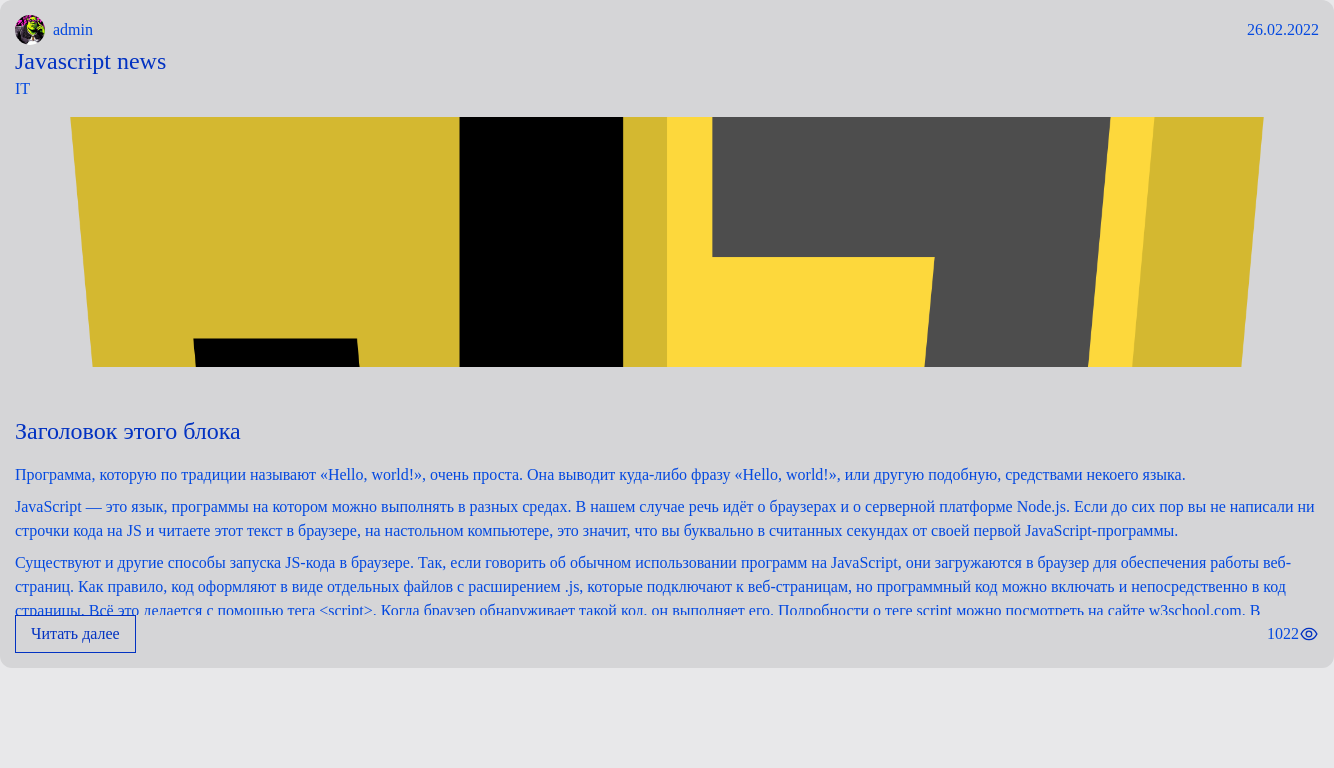 admin
26.02.2022
Javascript news
IT
Заголовок этого блока
Программа, которую по традиции называют «Hello, world!», очень проста. Она выводит куда-либо фразу «Hello, world!», или другую подобную, средствами некоего языка.
JavaScript — это язык, программы на котором можно выполнять в разных средах. В нашем случае речь идёт о браузерах и о серверной платформе Node.js. Если до сих пор вы не написали ни
строчки кода на JS и читаете этот текст в браузере, на настольном компьютере, это значит, что вы буквально в считанных секундах от своей первой JavaScript-программы.
Существуют и другие способы запуска JS-кода в браузере. Так, если говорить об обычном использовании программ на JavaScript, они загружаются в браузер для обеспечения работы веб-
страниц. Как правило, код оформляют в виде отдельных файлов с расширением .js, которые подключают к веб-страницам, но программный код можно включать и непосредственно в код
страницы. Всё это делается с помощью тега <script>. Когда браузер обнаруживает такой код, он выполняет его. Подробности о теге script можно посмотреть на сайте w3school.com. В
Читать далее
1022